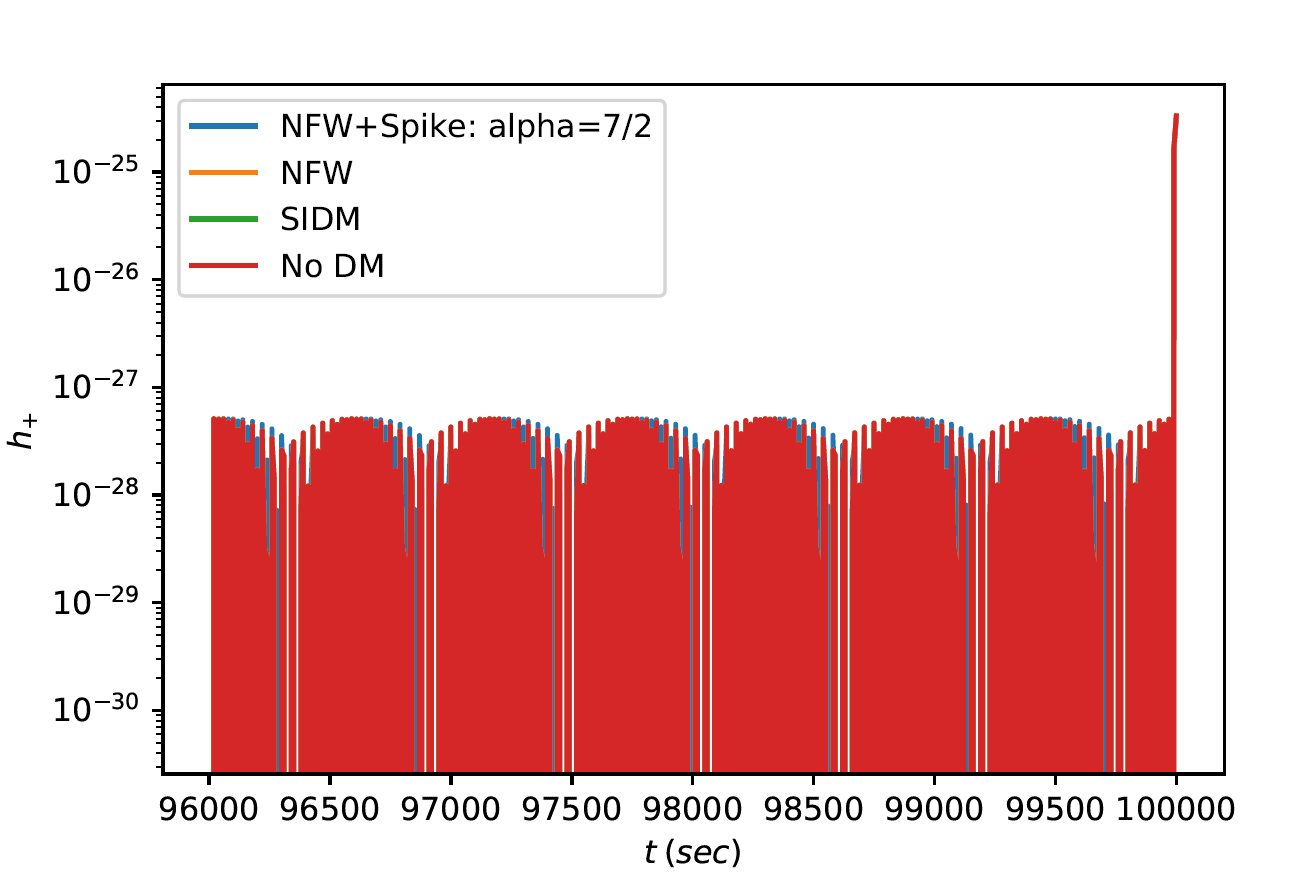 NFW+Spike: alpha=7/2
NFW
SIDM
No DM
10⁻²⁵
10⁻²⁶
10⁻²⁷
10⁻²⁸
10⁻²⁹
10⁻³⁰
h₊
96000 96500 97000 97500 98000 98500 99000 99500 100000
t (sec)